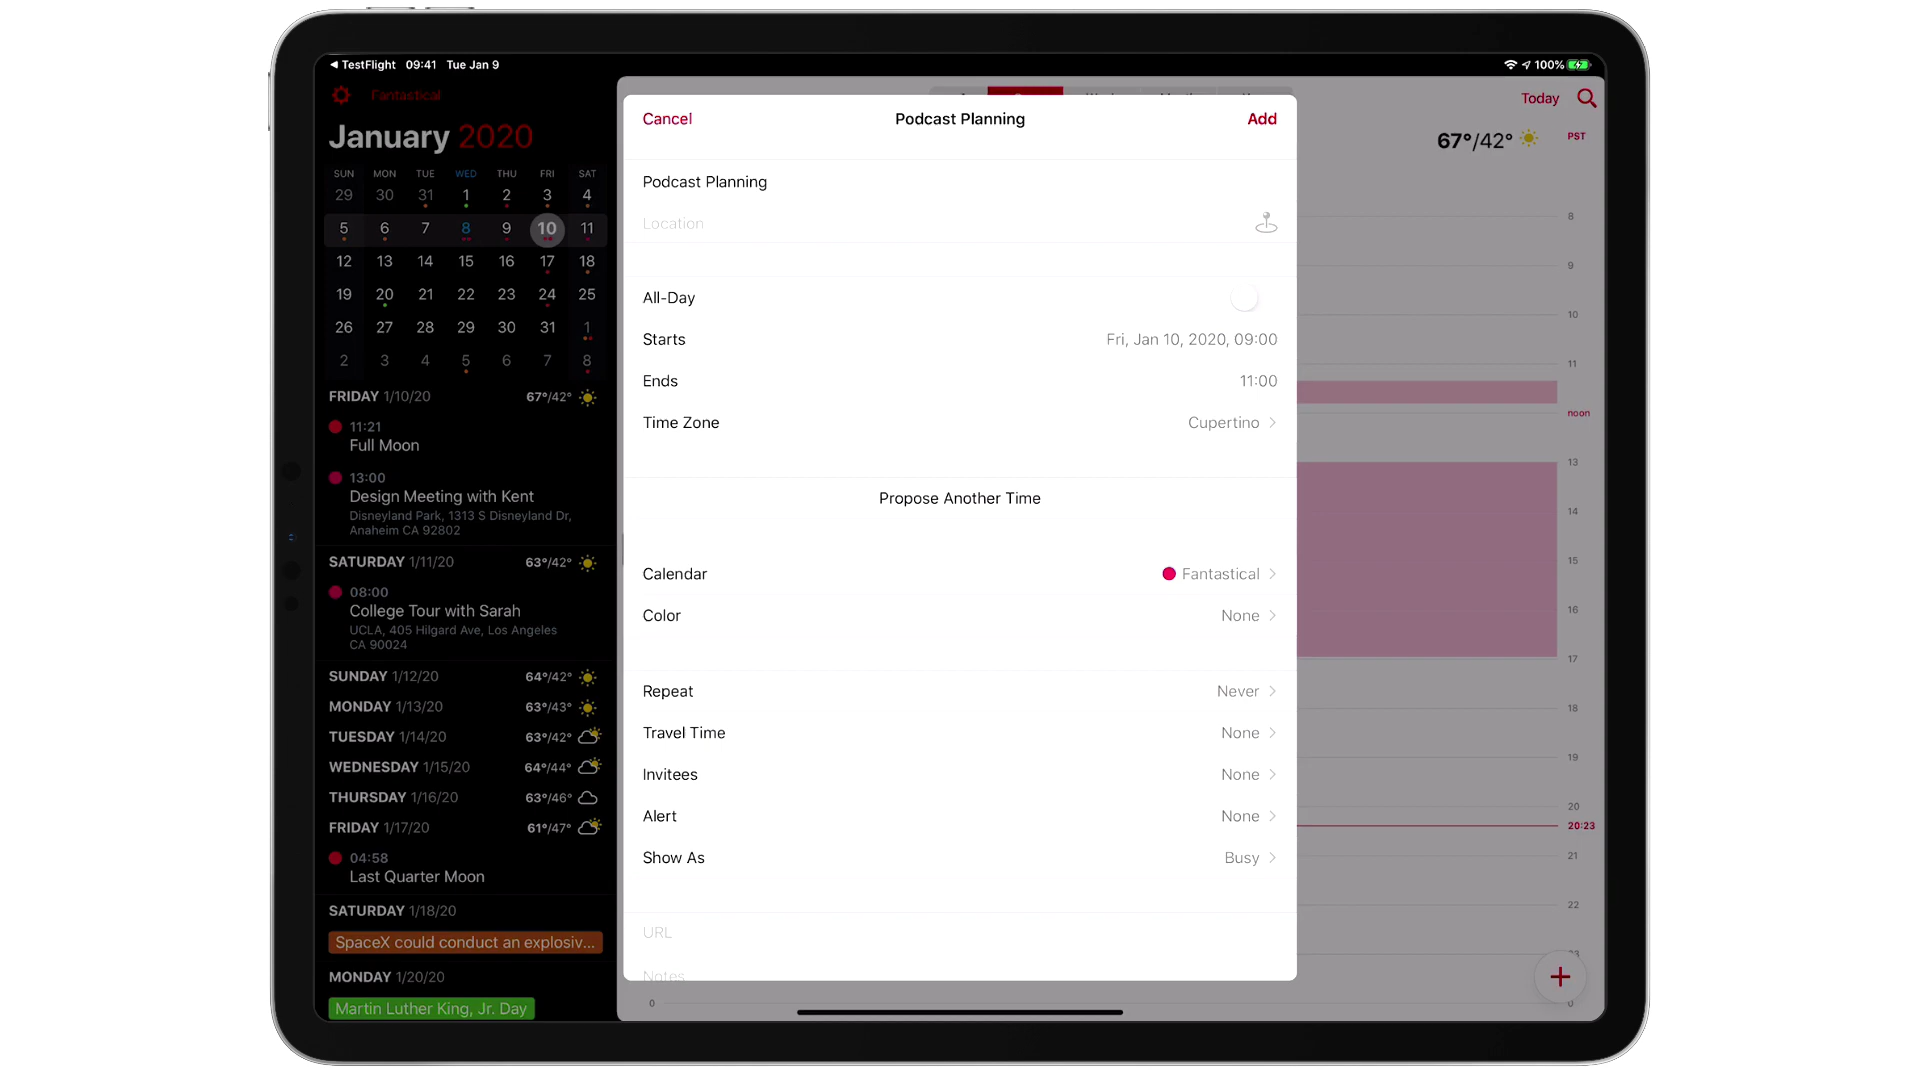 TestFlight 09:41 Tue Jan 9
100%
Fantastical
January 2020
SUN MON TUE WED THU FRI SAT
29 30 31 1 2 3 4
5 6 7 8 9 10 11
12 13 14 15 16 17 18
19 20 21 22 23 24 25
26 27 28 29 30 31 1
2 3 4 5 6 7 8
FRIDAY 1/10/20 67°/42°
11:21
Full Moon
13:00
Design Meeting with Kent
Disneyland Park, 1313 S Disneyland Dr,
Anaheim CA 92802
SATURDAY 1/11/20 63°/42°
08:00
College Tour with Sarah
UCLA, 405 Hilgard Ave, Los Angeles
CA 90024
SUNDAY 1/12/20 64°/42°
MONDAY 1/13/20 63°/43°
TUESDAY 1/14/20 63°/42°
WEDNESDAY 1/15/20 64°/44°
THURSDAY 1/16/20 63°/46°
FRIDAY 1/17/20 61°/47°
04:58
Last Quarter Moon
SATURDAY 1/18/20
SpaceX could conduct an explosiv...
MONDAY 1/20/20
Martin Luther King, Jr. Day
Cancel Podcast Planning Add
Podcast Planning
Location
All-Day
Starts Fri, Jan 10, 2020, 09:00
Ends 11:00
Time Zone Cupertino
Propose Another Time
Calendar Fantastical
Color None
Repeat Never
Travel Time None
Invitees None
Alert None
Show As Busy
URL
Notes
Today
67°/42° PST
8
9
10
11
noon
13
14
15
16
17
18
19
20
20:23
21
22
0